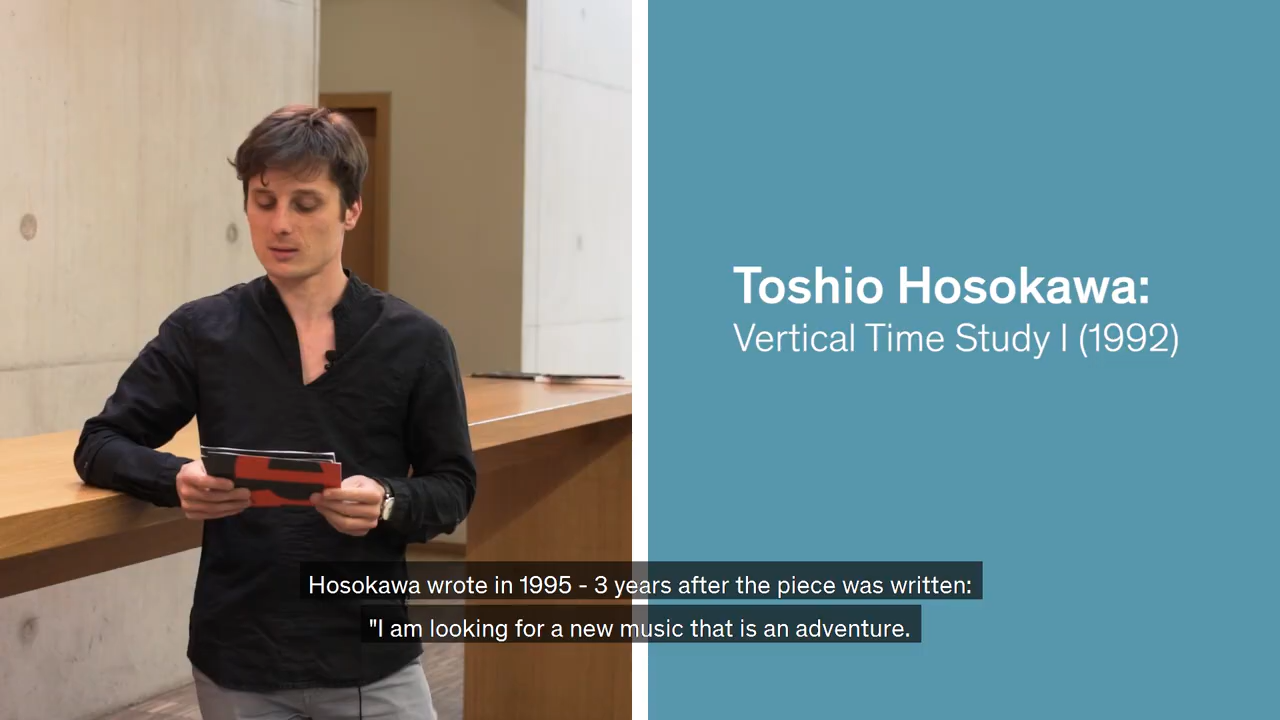 Toshio Hosokawa:
Vertical Time Study I (1992)
Hosokawa wrote in 1995 - 3 years after the piece was written:
"I am looking for a new music that is an adventure.